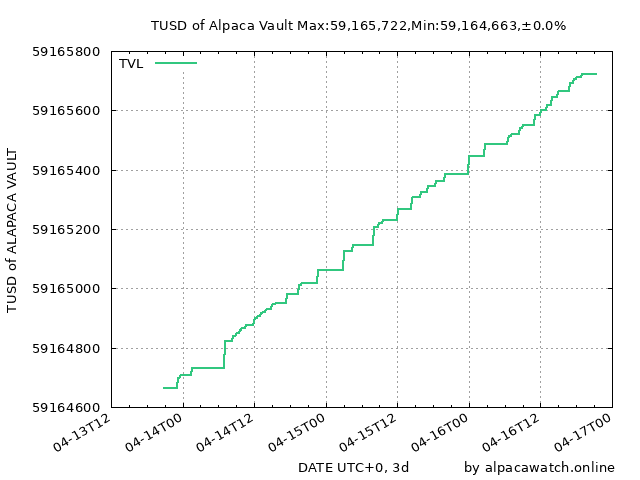 TUSD of Alpaca Vault Max:59,165,722,Min:59,164,663,±0.0%
59165800
TVL
59165600
59165400
59165200
59165000
59164800
59164600
TUSD of ALAPACA VAULT
04-13T12
04-14T00
04-14T12
04-15T00
04-15T12
04-16T00
04-16T12
04-17T00
DATE UTC+0, 3d
by alpacawatch.online